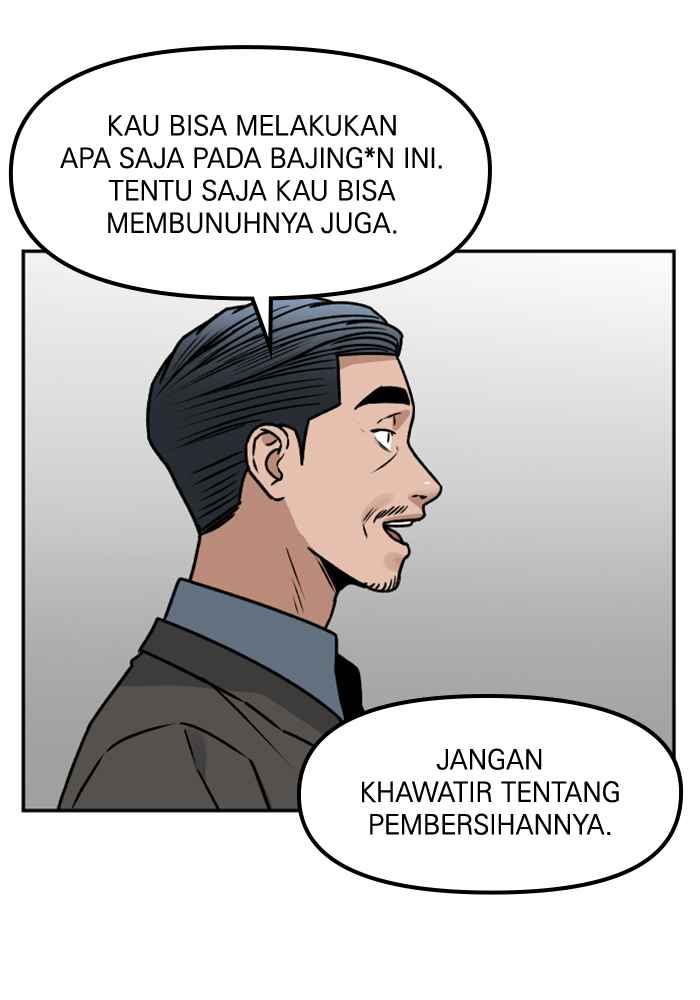 KAU BISA MELAKUKAN
APA SAJA PADA BAJING*N INI.
TENTU SAJA KAU BISA
MEMBUNUHNYA JUGA.
JANGAN
KHAWATIR TENTANG
PEMBERSIHANNYA.